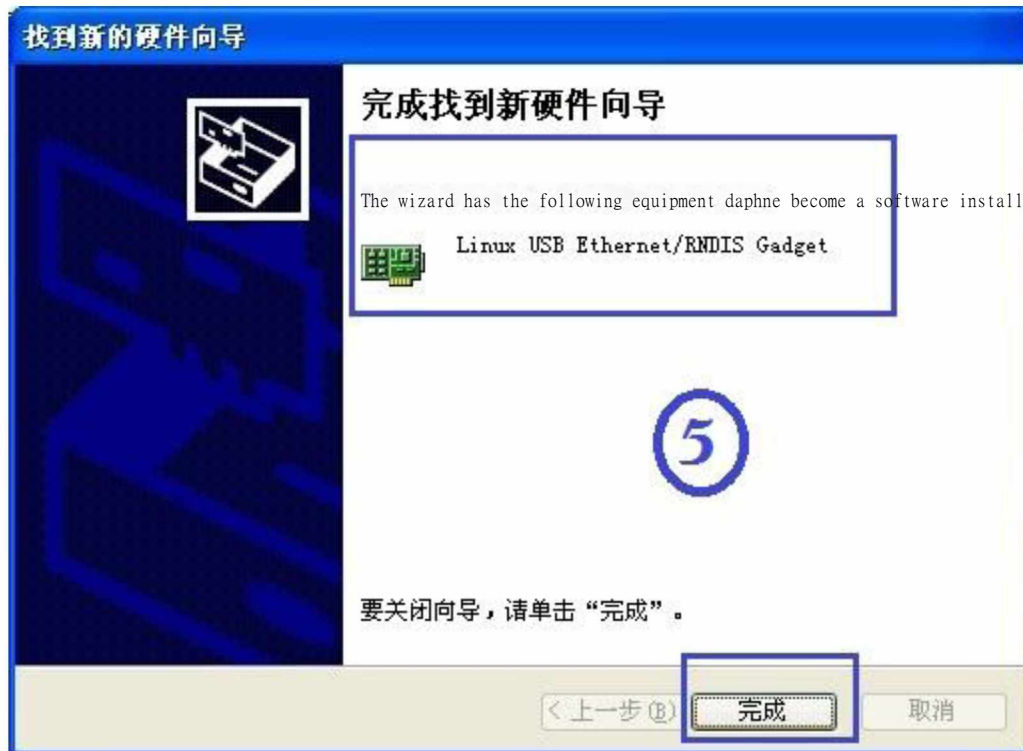 找到新的硬件向导
完成找到新硬件向导
The wizard has the following equipment daphne become a software install
Linux USB Ethernet/RNDIS Gadget
5
要关闭向导，请单击“完成”。
<上一步(B) 完成 取消